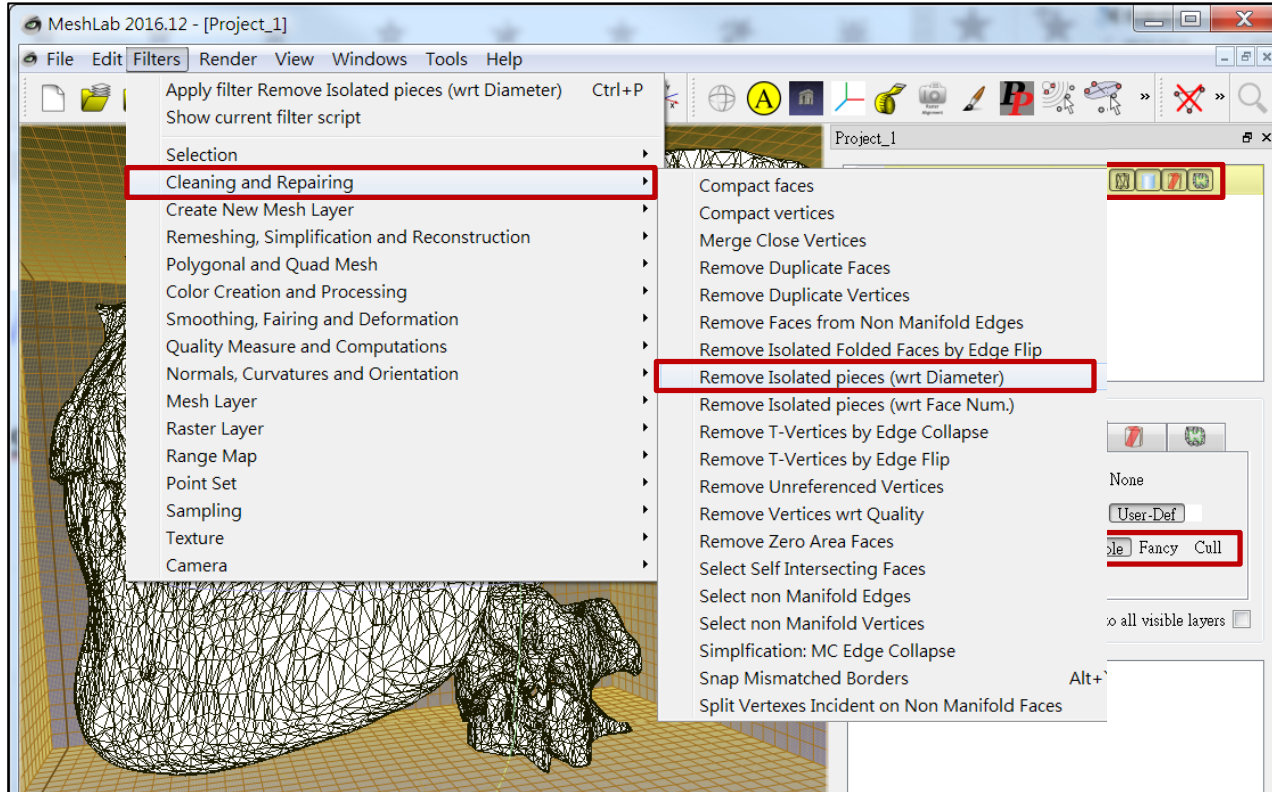 MeshLab 2016.12 - [Project_1]
File Edit Filters Render View Windows Tools Help
Apply filter Remove Isolated pieces (wrt Diameter) Ctrl+P
Show current filter script
A
Pp
»
»
Project_1
Selection
Cleaning and Repairing
Create New Mesh Layer
Remeshing, Simplification and Reconstruction
Polygonal and Quad Mesh
Color Creation and Processing
Smoothing, Fairing and Deformation
Quality Measure and Computations
Normals, Curvatures and Orientation
Mesh Layer
Raster Layer
Range Map
Point Set
Sampling
Texture
Camera
Compact faces
Compact vertices
Merge Close Vertices
Remove Duplicate Faces
Remove Duplicate Vertices
Remove Faces from Non Manifold Edges
Remove Isolated Folded Faces by Edge Flip
Remove Isolated pieces (wrt Diameter)
Remove Isolated pieces (wrt Face Num.)
Remove T-Vertices by Edge Collapse
Remove T-Vertices by Edge Flip
Remove Unreferenced Vertices
Remove Vertices wrt Quality
Remove Zero Area Faces
Select Self Intersecting Faces
Select non Manifold Edges
Select non Manifold Vertices
Simplfication: MC Edge Collapse
Snap Mismatched Borders Alt+
Split Vertexes Incident on Non Manifold Faces
None
User-Def
Fancy Cull
to all visible layers